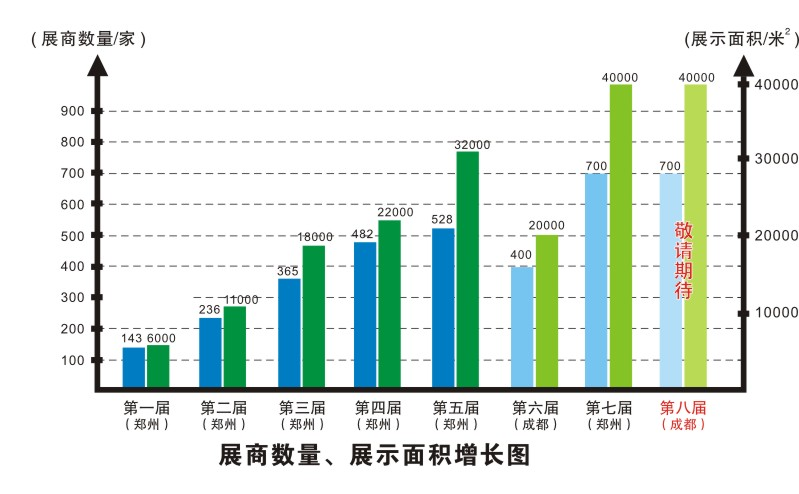 (展商数量/家)
(展示面积/米²)
900
800
700
600
500
400
300
200
100
40000
30000
20000
10000
143 6000
236 11000
365 18000
482 22000
528 32000
400 20000
700 40000
700 40000
敬请期待
第一届
(郑州)
第二届
(郑州)
第三届
(郑州)
第四届
(郑州)
第五届
(郑州)
第六届
(成都)
第七届
(郑州)
第八届
(成都)
展商数量、展示面积增长图